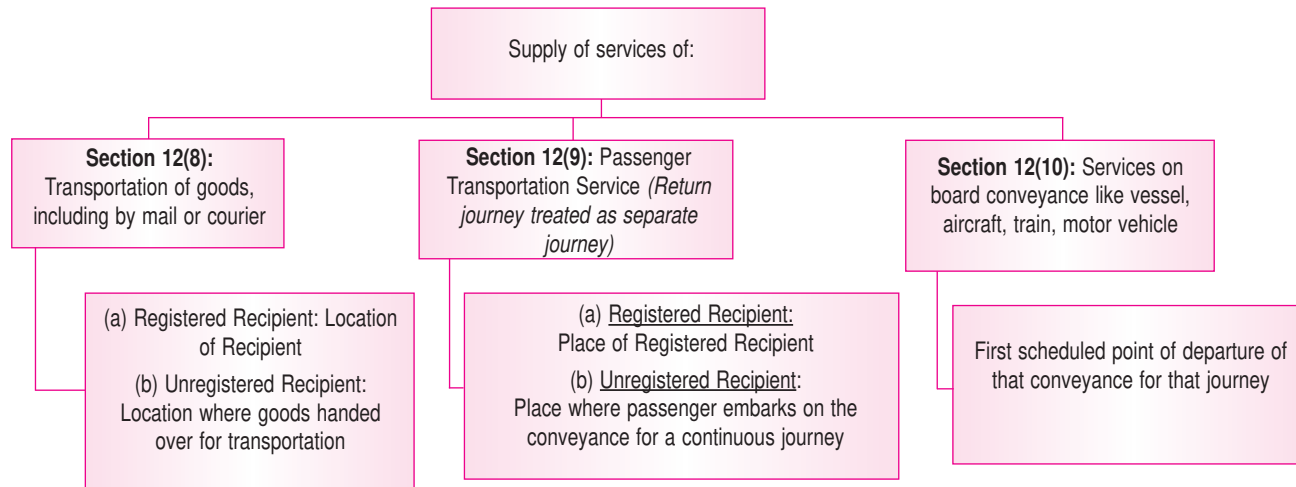 Supply of services of:
Section 12(8):
Transportation of goods,
including by mail or courier
(a) Registered Recipient: Location
of Recipient
(b) Unregistered Recipient:
Location where goods handed
over for transportation
Section 12(9): Passenger
Transportation Service (Return
journey treated as separate
journey)
(a) Registered Recipient:
Place of Registered Recipient
(b) Unregistered Recipient:
Place where passenger embarks on the
conveyance for a continuous journey
Section 12(10): Services on
board conveyance like vessel,
aircraft, train, motor vehicle
First scheduled point of departure of
that conveyance for that journey